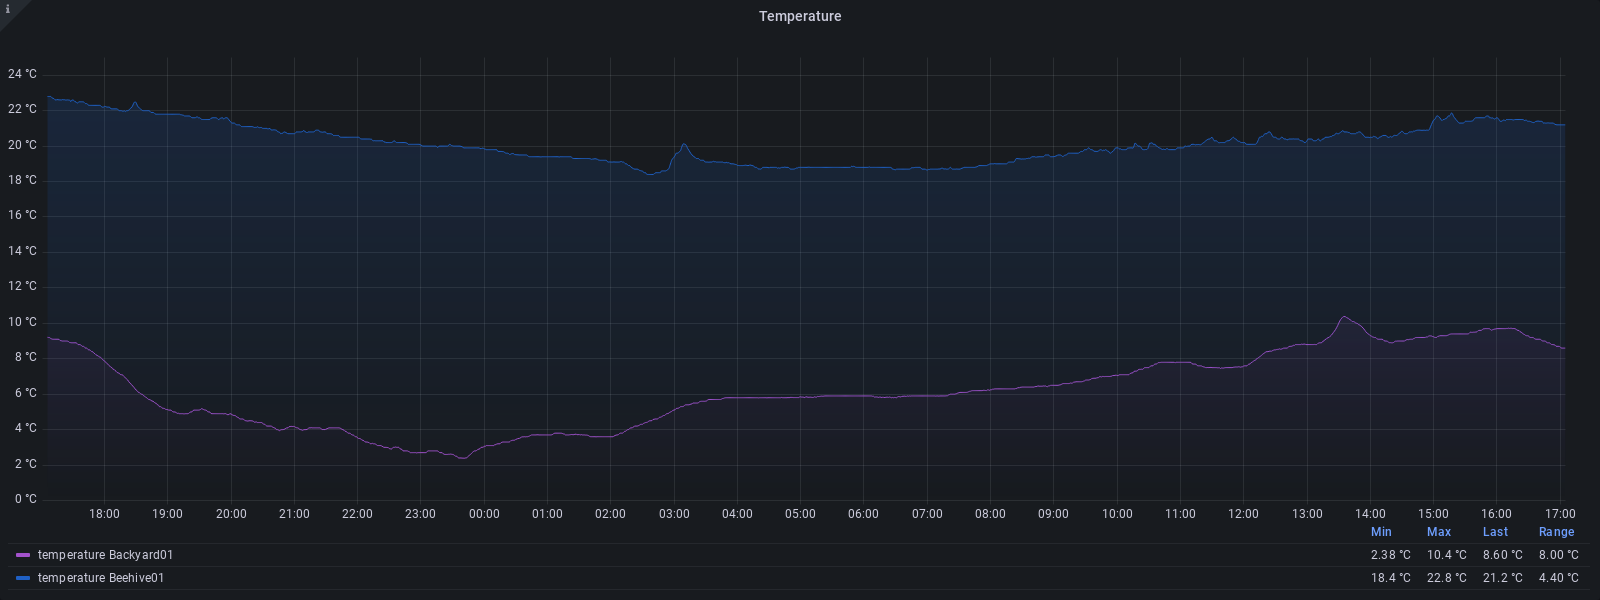 i
Temperature
24 °C
22 °C
20 °C
18 °C
16 °C
14 °C
12 °C
10 °C
8 °C
6 °C
4 °C
2 °C
0 °C
18:00 19:00 20:00 21:00 22:00 23:00 00:00 01:00 02:00 03:00 04:00 05:00 06:00 07:00 08:00 09:00 10:00 11:00 12:00 13:00 14:00 15:00 16:00 17:00
Min Max Last Range
temperature Backyard01 2.38 °C 10.4 °C 8.60 °C 8.00 °C
temperature Beehive01 18.4 °C 22.8 °C 21.2 °C 4.40 °C